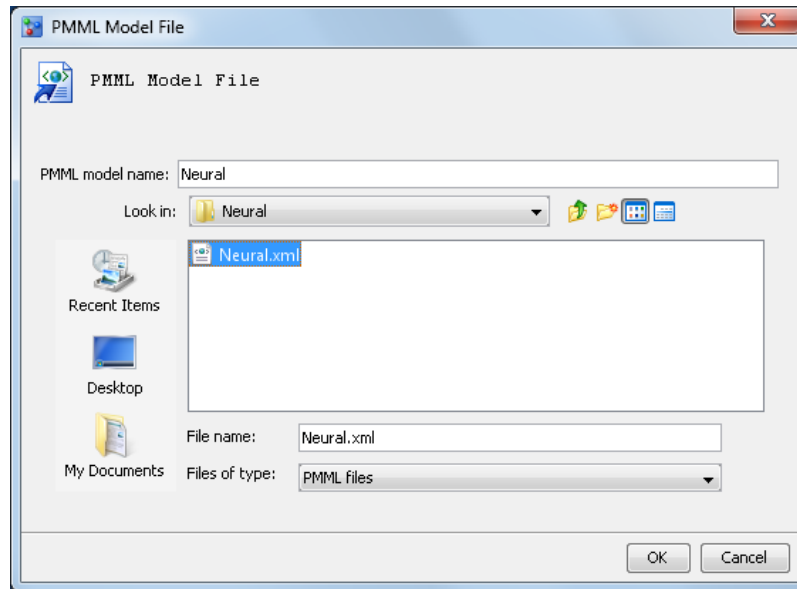 PMML Model File
PMML Model File
PMML model name: Neural
Look in: Neural
Neural.xml
Recent Items
Desktop
My Documents
File name: Neural.xml
Files of type: PMML files
OK Cancel